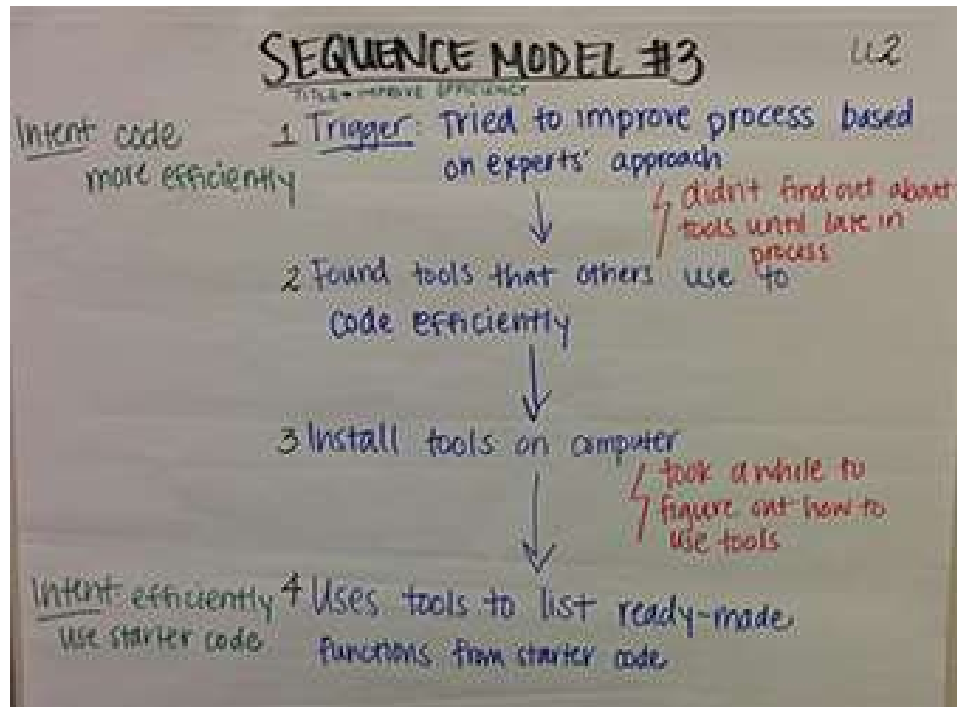 SEQUENCE MODEL #3
U2
TITLE → IMPROVE EFFICIENCY
Intent code
more efficiently
1 Trigger: Tried to improve process based
on experts' approach
didn't find out about
tools until late in
process
2 Found tools that others use to
code efficiently
3 Install tools on computer
took a while to
figure out how to
use tools
Intent efficiently
use starter code
4 Uses tools to list ready-made
functions from starter code